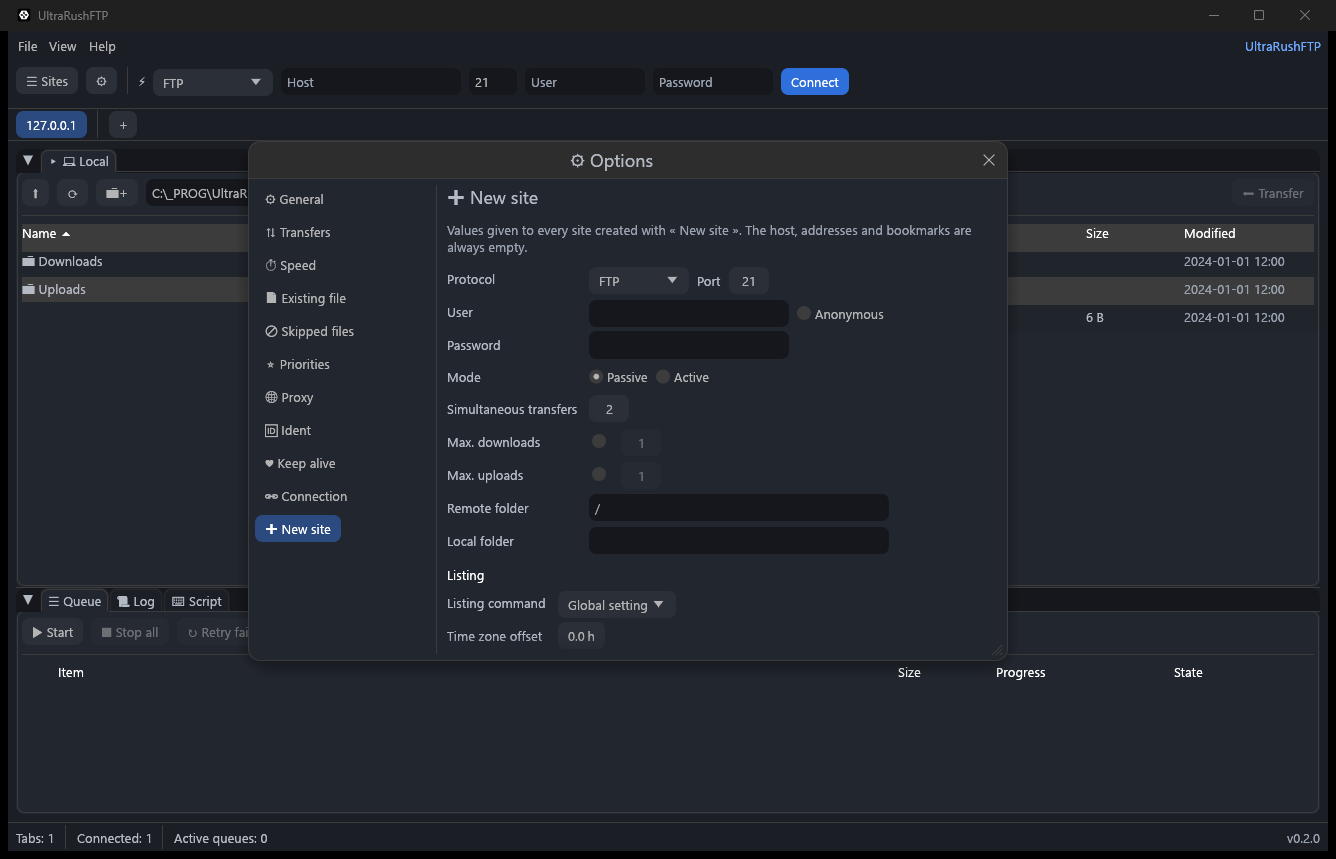 UltraRushFTP
File View Help UltraRushFTP
Sites FTP Host 21 User Password Connect
127.0.0.1 +
Local
C:\_PROG\UltraR
Transfer
Name Size Modified
Downloads 2024-01-01 12:00
Uploads 2024-01-01 12:00
6 B 2024-01-01 12:00
Options
General
Transfers
Speed
Existing file
Skipped files
Priorities
Proxy
Ident
Keep alive
Connection
New site
New site
Values given to every site created with « New site ». The host, addresses and bookmarks are
always empty.
Protocol FTP Port 21
User Anonymous
Password
Mode Passive Active
Simultaneous transfers 2
Max. downloads 1
Max. uploads 1
Remote folder /
Local folder
Listing
Listing command Global setting
Time zone offset 0.0 h
Queue Log Script
Start Stop all Retry fai
Item Size Progress State
Tabs: 1 Connected: 1 Active queues: 0 v0.2.0